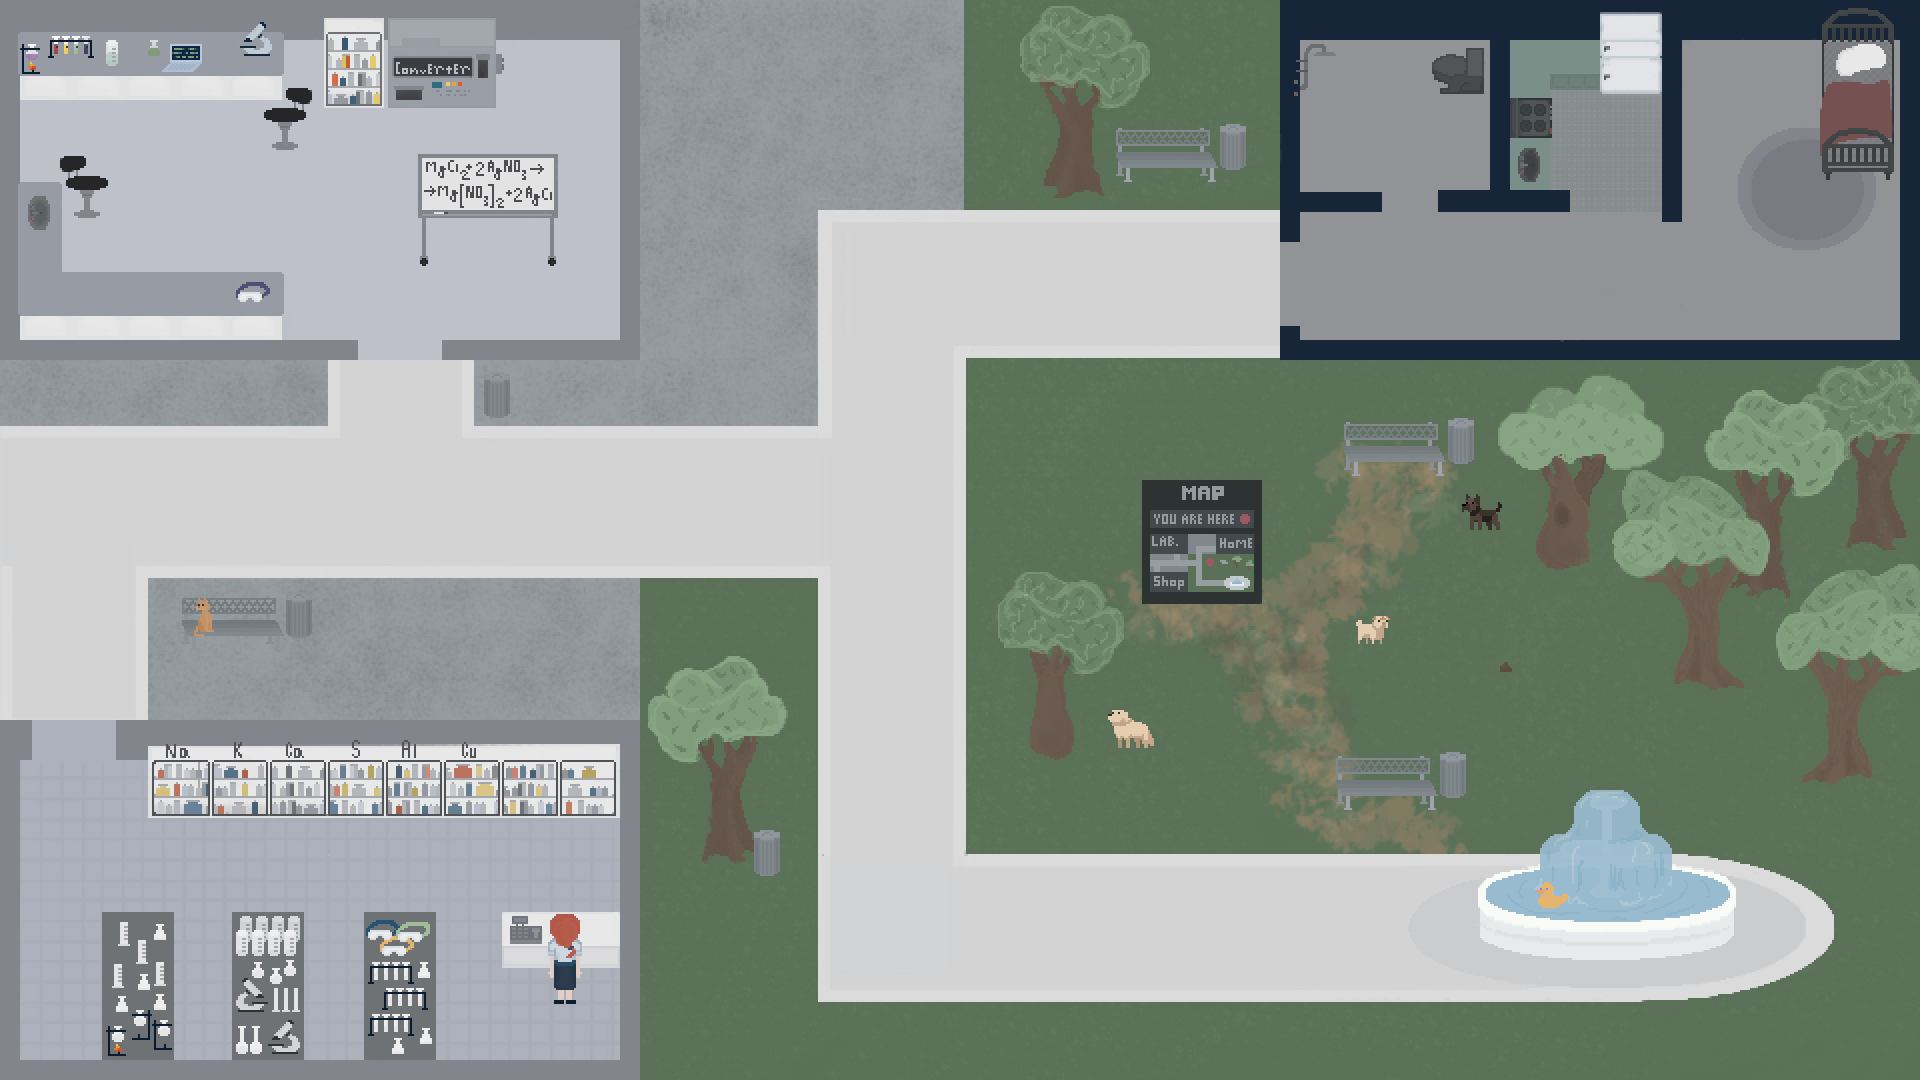 ConvErtEr
MgCl₂+2AgNO₃→
→Mg[NO₃]₂+2AgCl
MAP
YOU ARE HERE
LAB.
HoME
Shop
Na K Ca S Al Cu